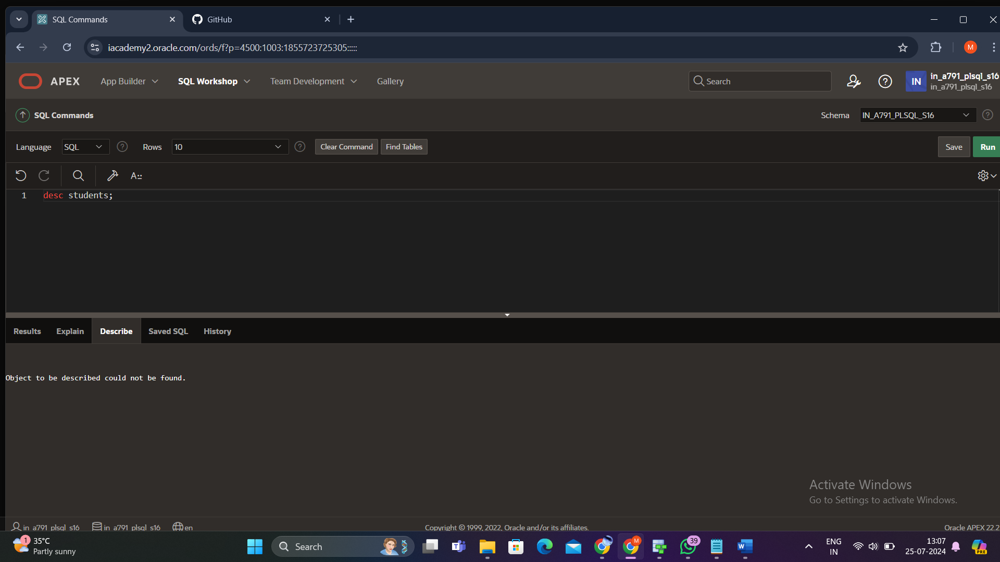 SQL Commands
GitHub
iacademy2.oracle.com/ords/f?p=4500:1003:1855723725305:::::
M
APEX
App Builder
SQL Workshop
Team Development
Gallery
Search
IN
in_a791_plsql_s16
in_a791_plsql_s16
SQL Commands
Schema
IN_A791_PLSQL_S16
Language
SQL
Rows
10
Clear Command
Find Tables
Save
Run
A
1
desc students;
Results
Explain
Describe
Saved SQL
History
Object to be described could not be found.
Activate Windows
Go to Settings to activate Windows.
in_a791_plsql_s16
in_a791_plsql_s16
en
Copyright © 1999, 2022, Oracle and/or its affiliates.
Oracle APEX 22.2
1
35°C
Partly sunny
Search
M
39
W
ENG
IN
13:07
25-07-2024
PRE